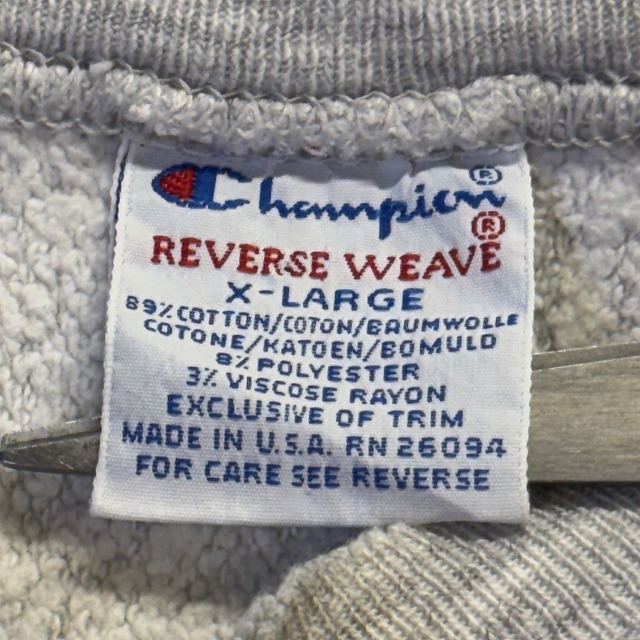 Champion®
REVERSE WEAVE®
X-LARGE
89% COTTON/COTON/BAUMWOLLE
COTONE/KATOEN/BOMULD
8% POLYESTER
3% VISCOSE RAYON
EXCLUSIVE OF TRIM
MADE IN U.S.A. RN 26094
FOR CARE SEE REVERSE